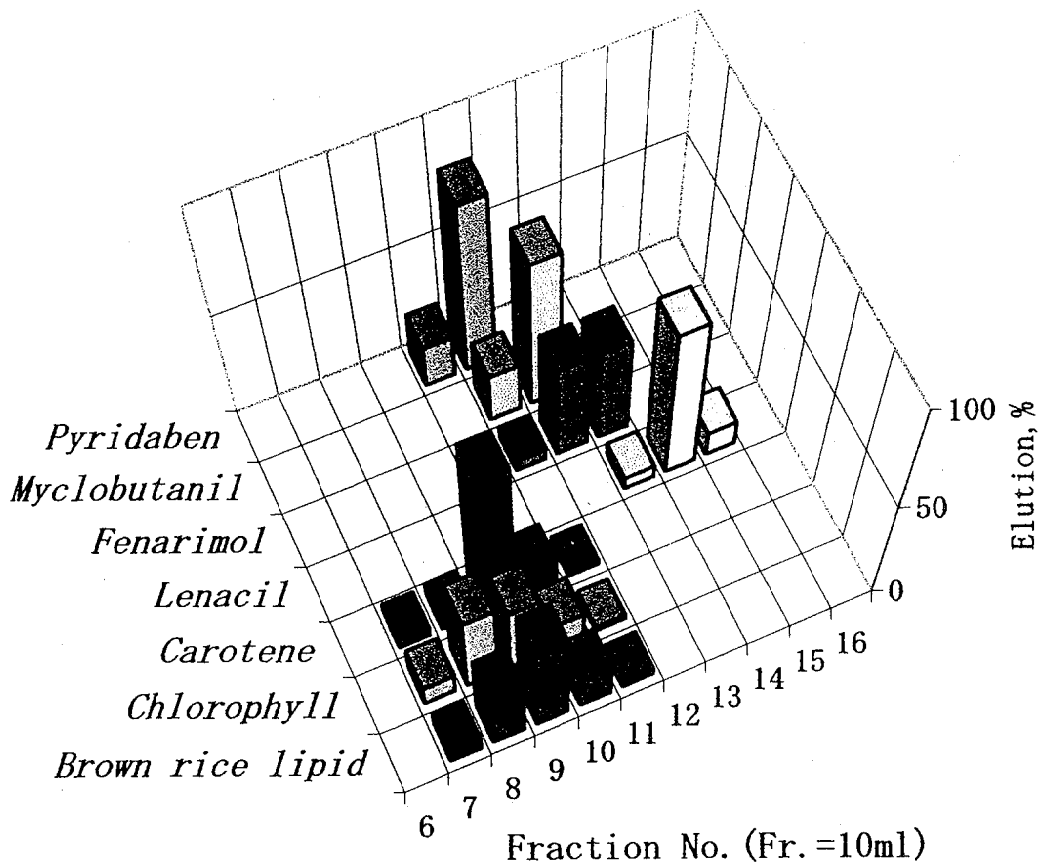 Pyridaben
Myclobutanil
Fenarimol
Lenacil
Carotene
Chlorophyll
Brown rice lipid
6
7
8
9
10
11
12
13
14
15
16
Fraction No. (Fr.=10ml)
100
50
0
Elution, %